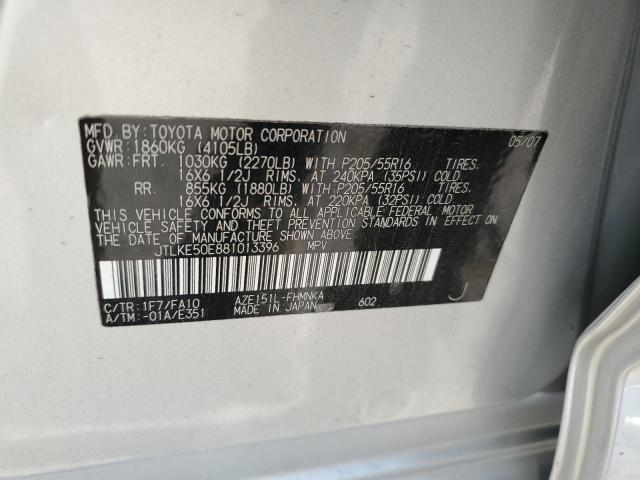 MFD.BY:TOYOTA MOTOR CORPORATION 05/07
GVWR:1860KG (4105LB)
GAWR:FRT. 1030KG (2270LB) WITH P205/55R16 TIRES.
16X6 1/2J RIMS. AT 240KPA (35PSI) COLD
RR. 855KG (1880LB) WITH P205/55R16 TIRES.
16X6 1/2J RIMS. AT 220KPA (32PSI) COLD
THIS VEHICLE CONFORMS TO ALL APPLICABLE FEDERAL MOTOR
VEHICLE SAFETY, BUMPER, AND THEFT PREVENTION STANDARDS
IN EFFECT ON THE DATE OF MANUFACTURE SHOWN ABOVE.
JTLKE50E881013396 MPV
C/TR:1F7/FA10 AZE151L-FHMNKA
A/TM:-01A/E351 MADE IN JAPAN 602 J